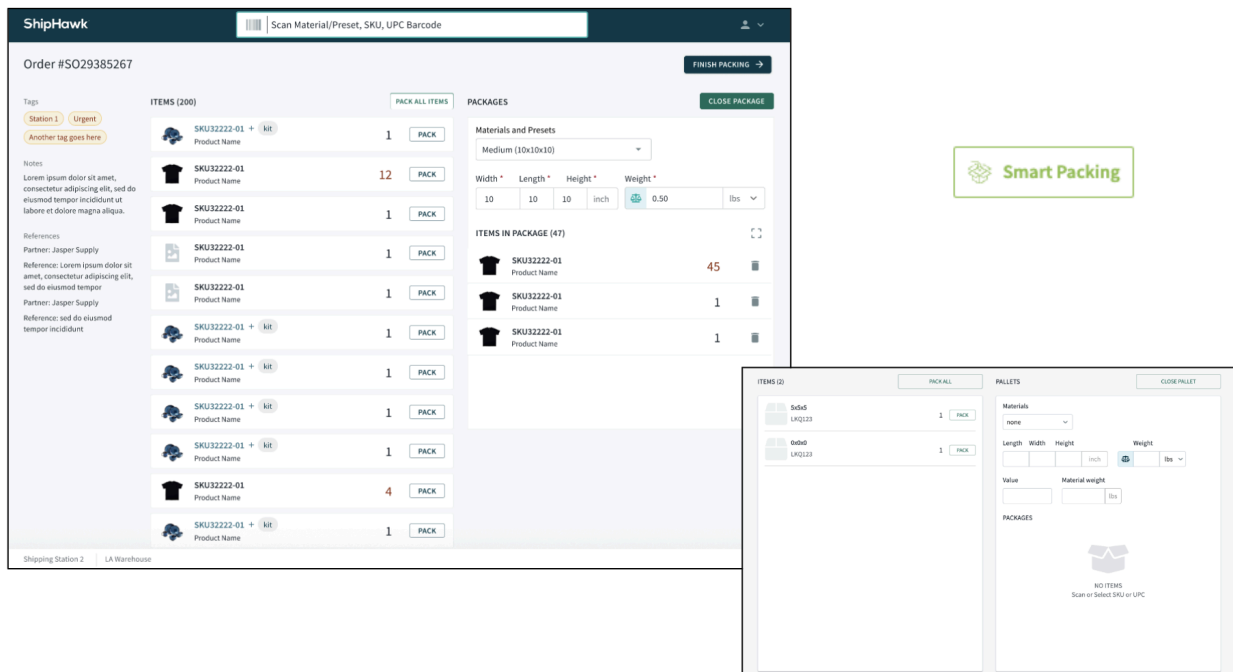 ShipHawk
Scan Material/Preset, SKU, UPC Barcode
Order #SO29385267
FINISH PACKING →
Tags
Station 1 Urgent
Another tag goes here
Notes
Lorem ipsum dolor sit amet,
consectetur adipiscing elit, sed do
eiusmod tempor incididunt ut
labore et dolore magna aliqua.
References
Partner: Jasper Supply
Reference: Lorem ipsum dolor sit
amet, consectetur adipiscing elit,
sed do eiusmod tempor
Partner: Jasper Supply
Reference: sed do eiusmod
tempor incididunt
ITEMS (200) PACK ALL ITEMS
SKU32222-01 + kit
Product Name
1 PACK
SKU32222-01
Product Name
12 PACK
SKU32222-01
Product Name
1 PACK
SKU32222-01
Product Name
1 PACK
SKU32222-01
Product Name
1 PACK
SKU32222-01 + kit
Product Name
1 PACK
SKU32222-01 + kit
Product Name
1 PACK
SKU32222-01 + kit
Product Name
1 PACK
SKU32222-01 + kit
Product Name
1 PACK
SKU32222-01
Product Name
4 PACK
SKU32222-01 + kit
Product Name
1 PACK
PACKAGES CLOSE PACKAGE
Materials and Presets
Medium (10x10x10)
Width * Length * Height * Weight *
10 10 10 inch 0.50 lbs
ITEMS IN PACKAGE (47)
SKU32222-01
Product Name
45
SKU32222-01
Product Name
1
SKU32222-01
Product Name
1
Shipping Station 2 LA Warehouse
Smart Packing
ITEMS (2) PACK ALL
5x5x5
LKQ123
1 PACK
0x0x0
LKQ123
1 PACK
PALLETS CLOSE PALLET
Materials
none
Length Width Height Weight
inch lbs
Value Material weight
lbs
PACKAGES
NO ITEMS
Scan or Select SKU or UPC